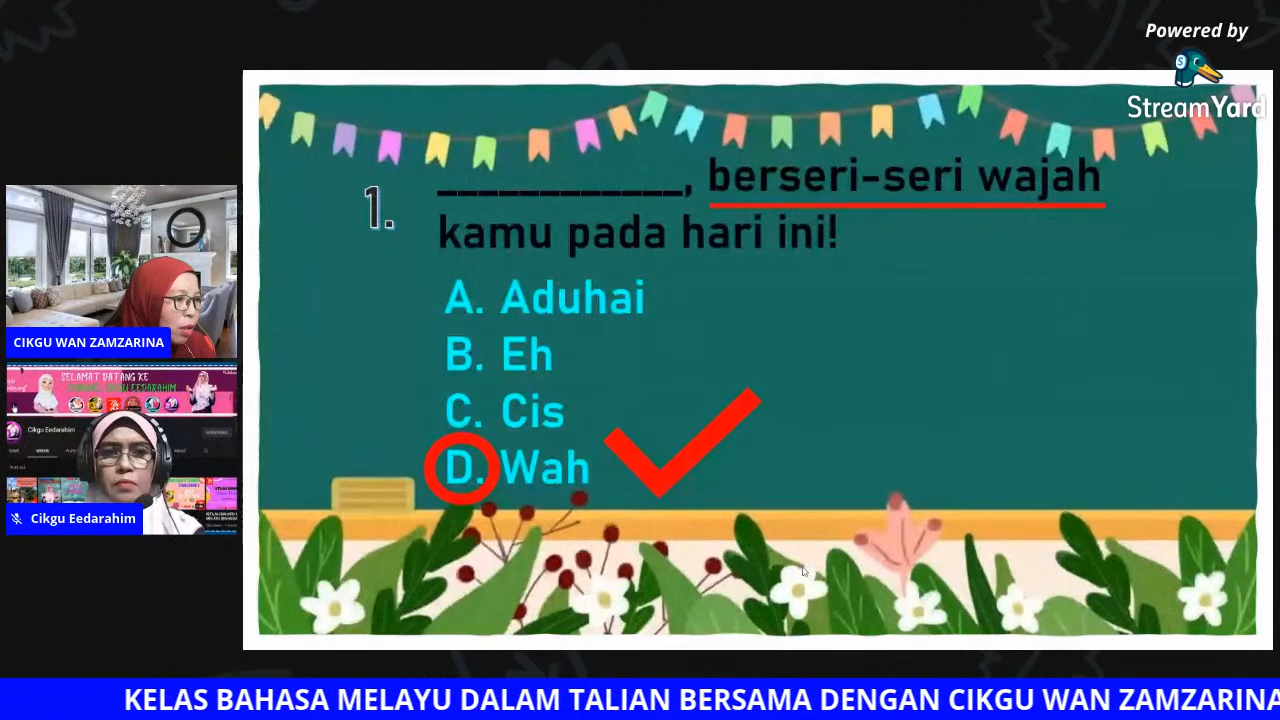 Powered by
StreamYard
1. ____________, berseri-seri wajah
kamu pada hari ini!
A. Aduhai
B. Eh
C. Cis
D. Wah
CIKGU WAN ZAMZARINA
SELAMAT DATANG KE
Cikgu Eedarahim
Cikgu Eedarahim
KELAS BAHASA MELAYU DALAM TALIAN BERSAMA DENGAN CIKGU WAN ZAMZARINA